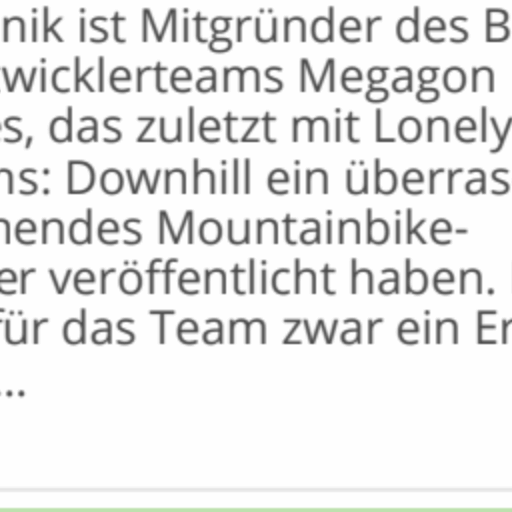 nik ist Mitgründer des B
wicklerteams Megagon
es, das zuletzt mit Lonely
ns: Downhill ein überras
nendes Mountainbike-
er veröffentlicht haben.
für das Team zwar ein Er
...